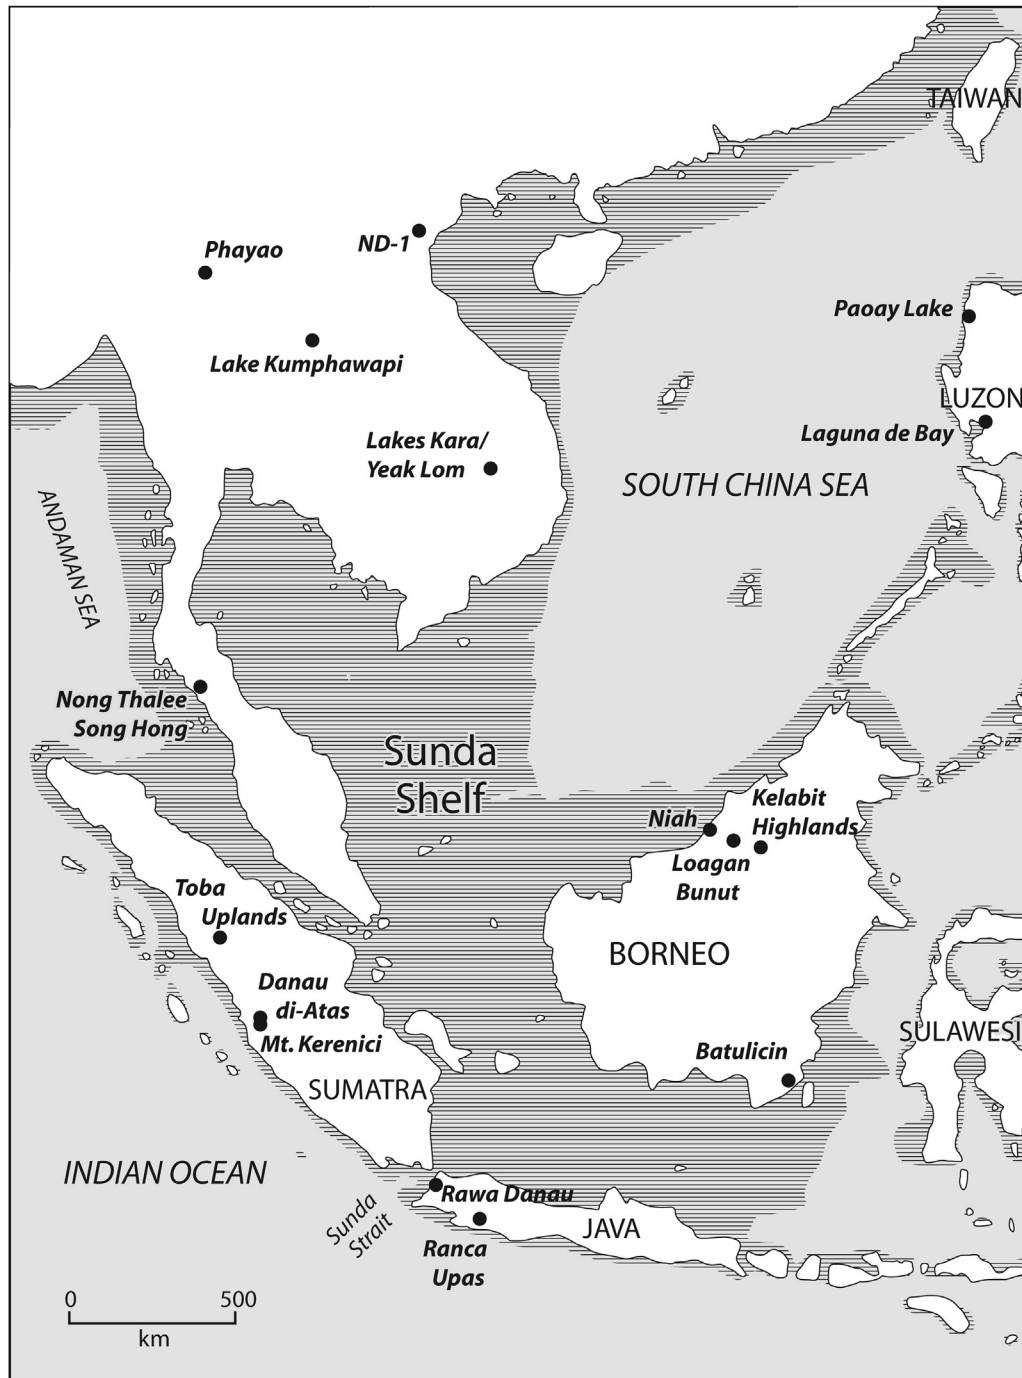 TAIWAN
Phayao
ND-1
Paoay Lake
Lake Kumphawapi
LUZON
Laguna de Bay
Lakes Kara/
Yeak Lom
SOUTH CHINA SEA
ANDAMAN SEA
Nong Thalee
Song Hong
Sunda
Shelf
Kelabit
Highlands
Niah
Loagan
Bunut
Toba
Uplands
BORNEO
Danau
di-Atas
Mt. Kerenici
SULAWESI
Batulicin
SUMATRA
INDIAN OCEAN
Sunda
Strait
Rawa Danau
JAVA
Ranca
Upas
0 500
km